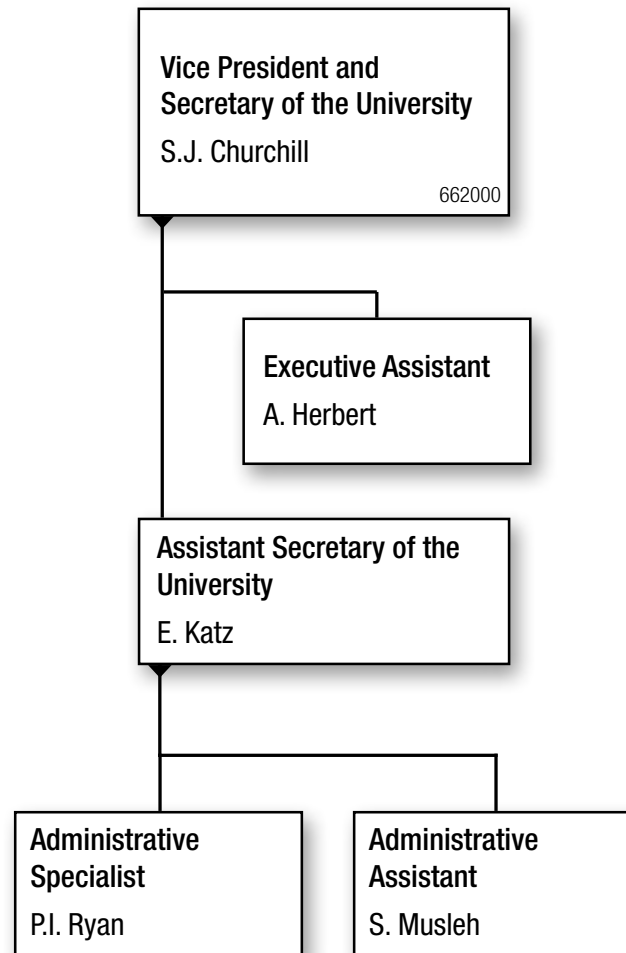 Vice President and
Secretary of the University
S.J. Churchill
662000
Executive Assistant
A. Herbert
Assistant Secretary of the
University
E. Katz
Administrative
Specialist
P.I. Ryan
Administrative
Assistant
S. Musleh